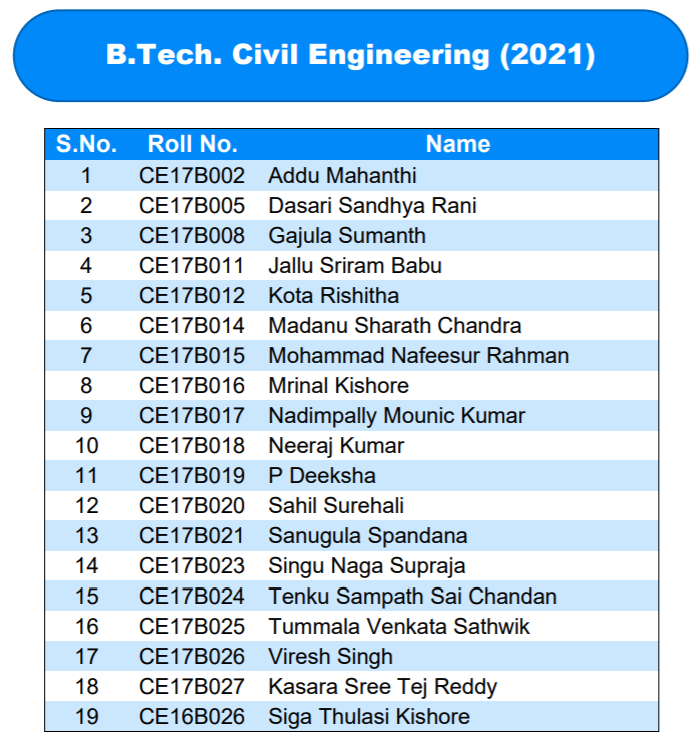 B.Tech. Civil Engineering (2021)
S.No. Roll No. Name
1 CE17B002 Addu Mahanthi
2 CE17B005 Dasari Sandhya Rani
3 CE17B008 Gajula Sumanth
4 CE17B011 Jallu Sriram Babu
5 CE17B012 Kota Rishitha
6 CE17B014 Madanu Sharath Chandra
7 CE17B015 Mohammad Nafeesur Rahman
8 CE17B016 Mrinal Kishore
9 CE17B017 Nadimpally Mounic Kumar
10 CE17B018 Neeraj Kumar
11 CE17B019 P Deeksha
12 CE17B020 Sahil Surehali
13 CE17B021 Sanugula Spandana
14 CE17B023 Singu Naga Supraja
15 CE17B024 Tenku Sampath Sai Chandan
16 CE17B025 Tummala Venkata Sathwik
17 CE17B026 Viresh Singh
18 CE17B027 Kasara Sree Tej Reddy
19 CE16B026 Siga Thulasi Kishore